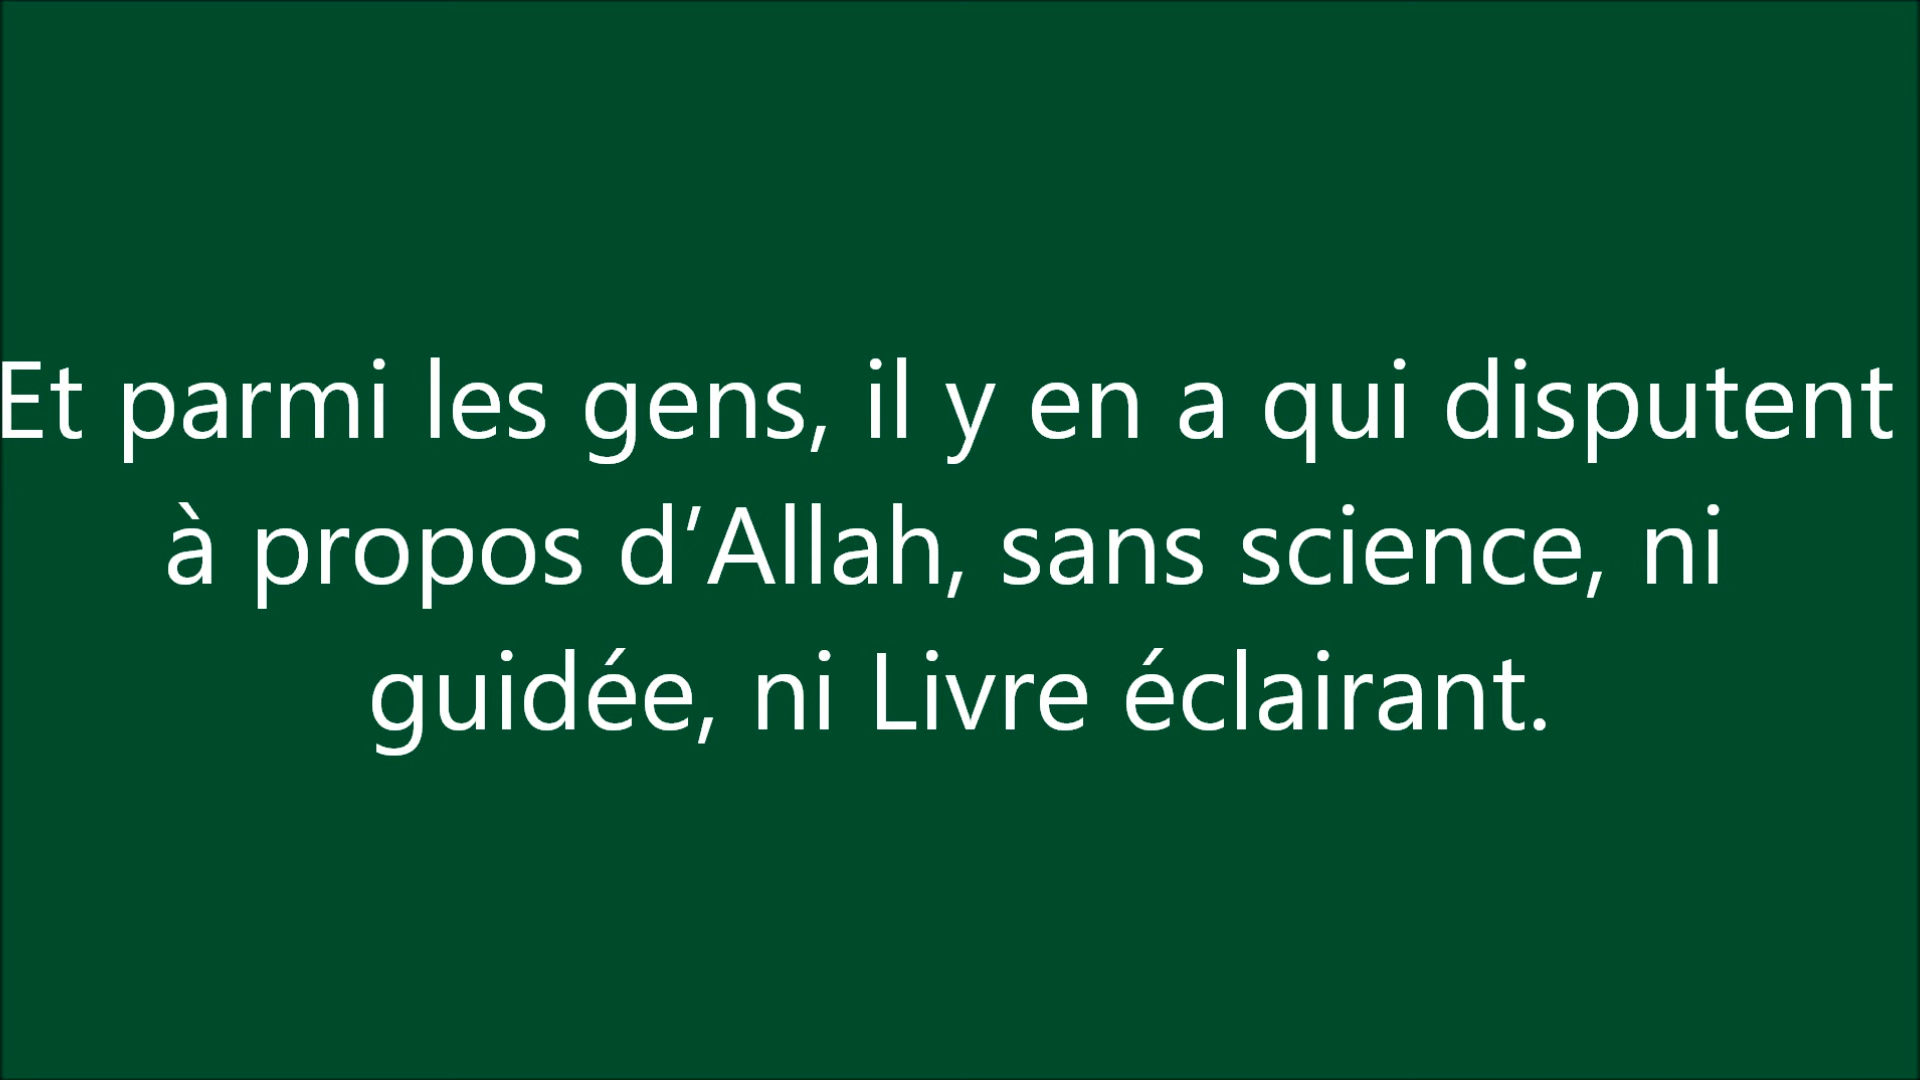 Et parmi les gens, il y en a qui disputent
à propos d’Allah, sans science, ni
guidée, ni Livre éclairant.